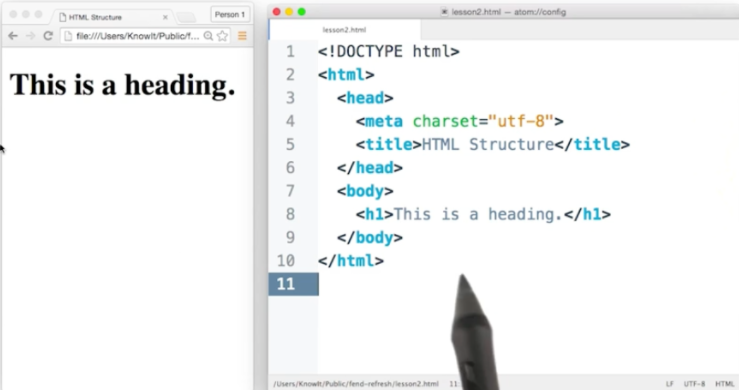 HTML Structure
Person 1
file:///Users/KnowIt/Public/f...
This is a heading.
lesson2.html — atom://config
lesson2.html
1 <!DOCTYPE html>
2 <html>
3 <head>
4 <meta charset="utf-8">
5 <title>HTML Structure</title>
6 </head>
7 <body>
8 <h1>This is a heading.</h1>
9 </body>
10 </html>
11
/Users/KnowIt/Public/fend-refresh/lesson2.html 11: LF UTF-8 HTML